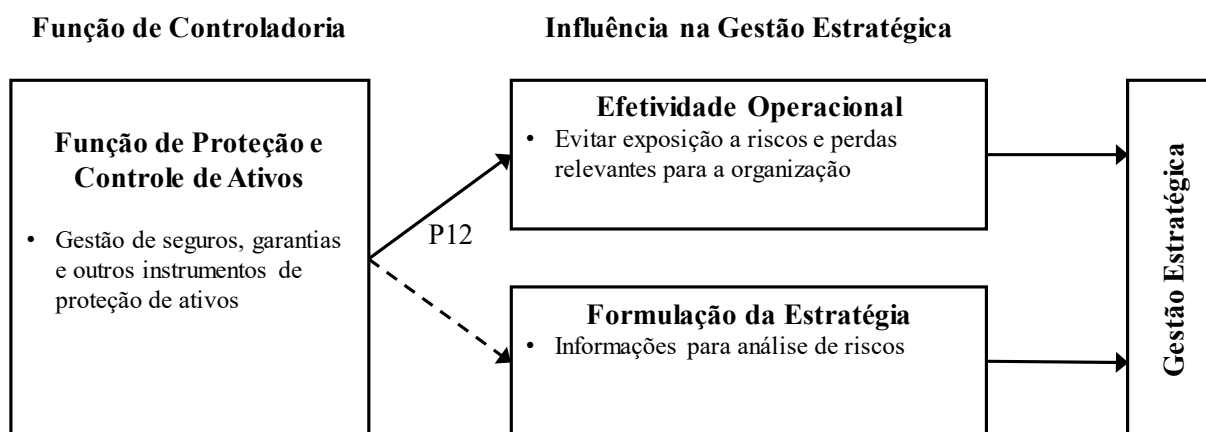 Função de Controladoria
Influência na Gestão Estratégica
Função de Proteção e
Controle de Ativos
• Gestão de seguros, garantias
e outros instrumentos de
proteção de ativos
P12
Efetividade Operacional
• Evitar exposição a riscos e perdas
relevantes para a organização
Formulação da Estratégia
• Informações para análise de riscos
Gestão Estratégica